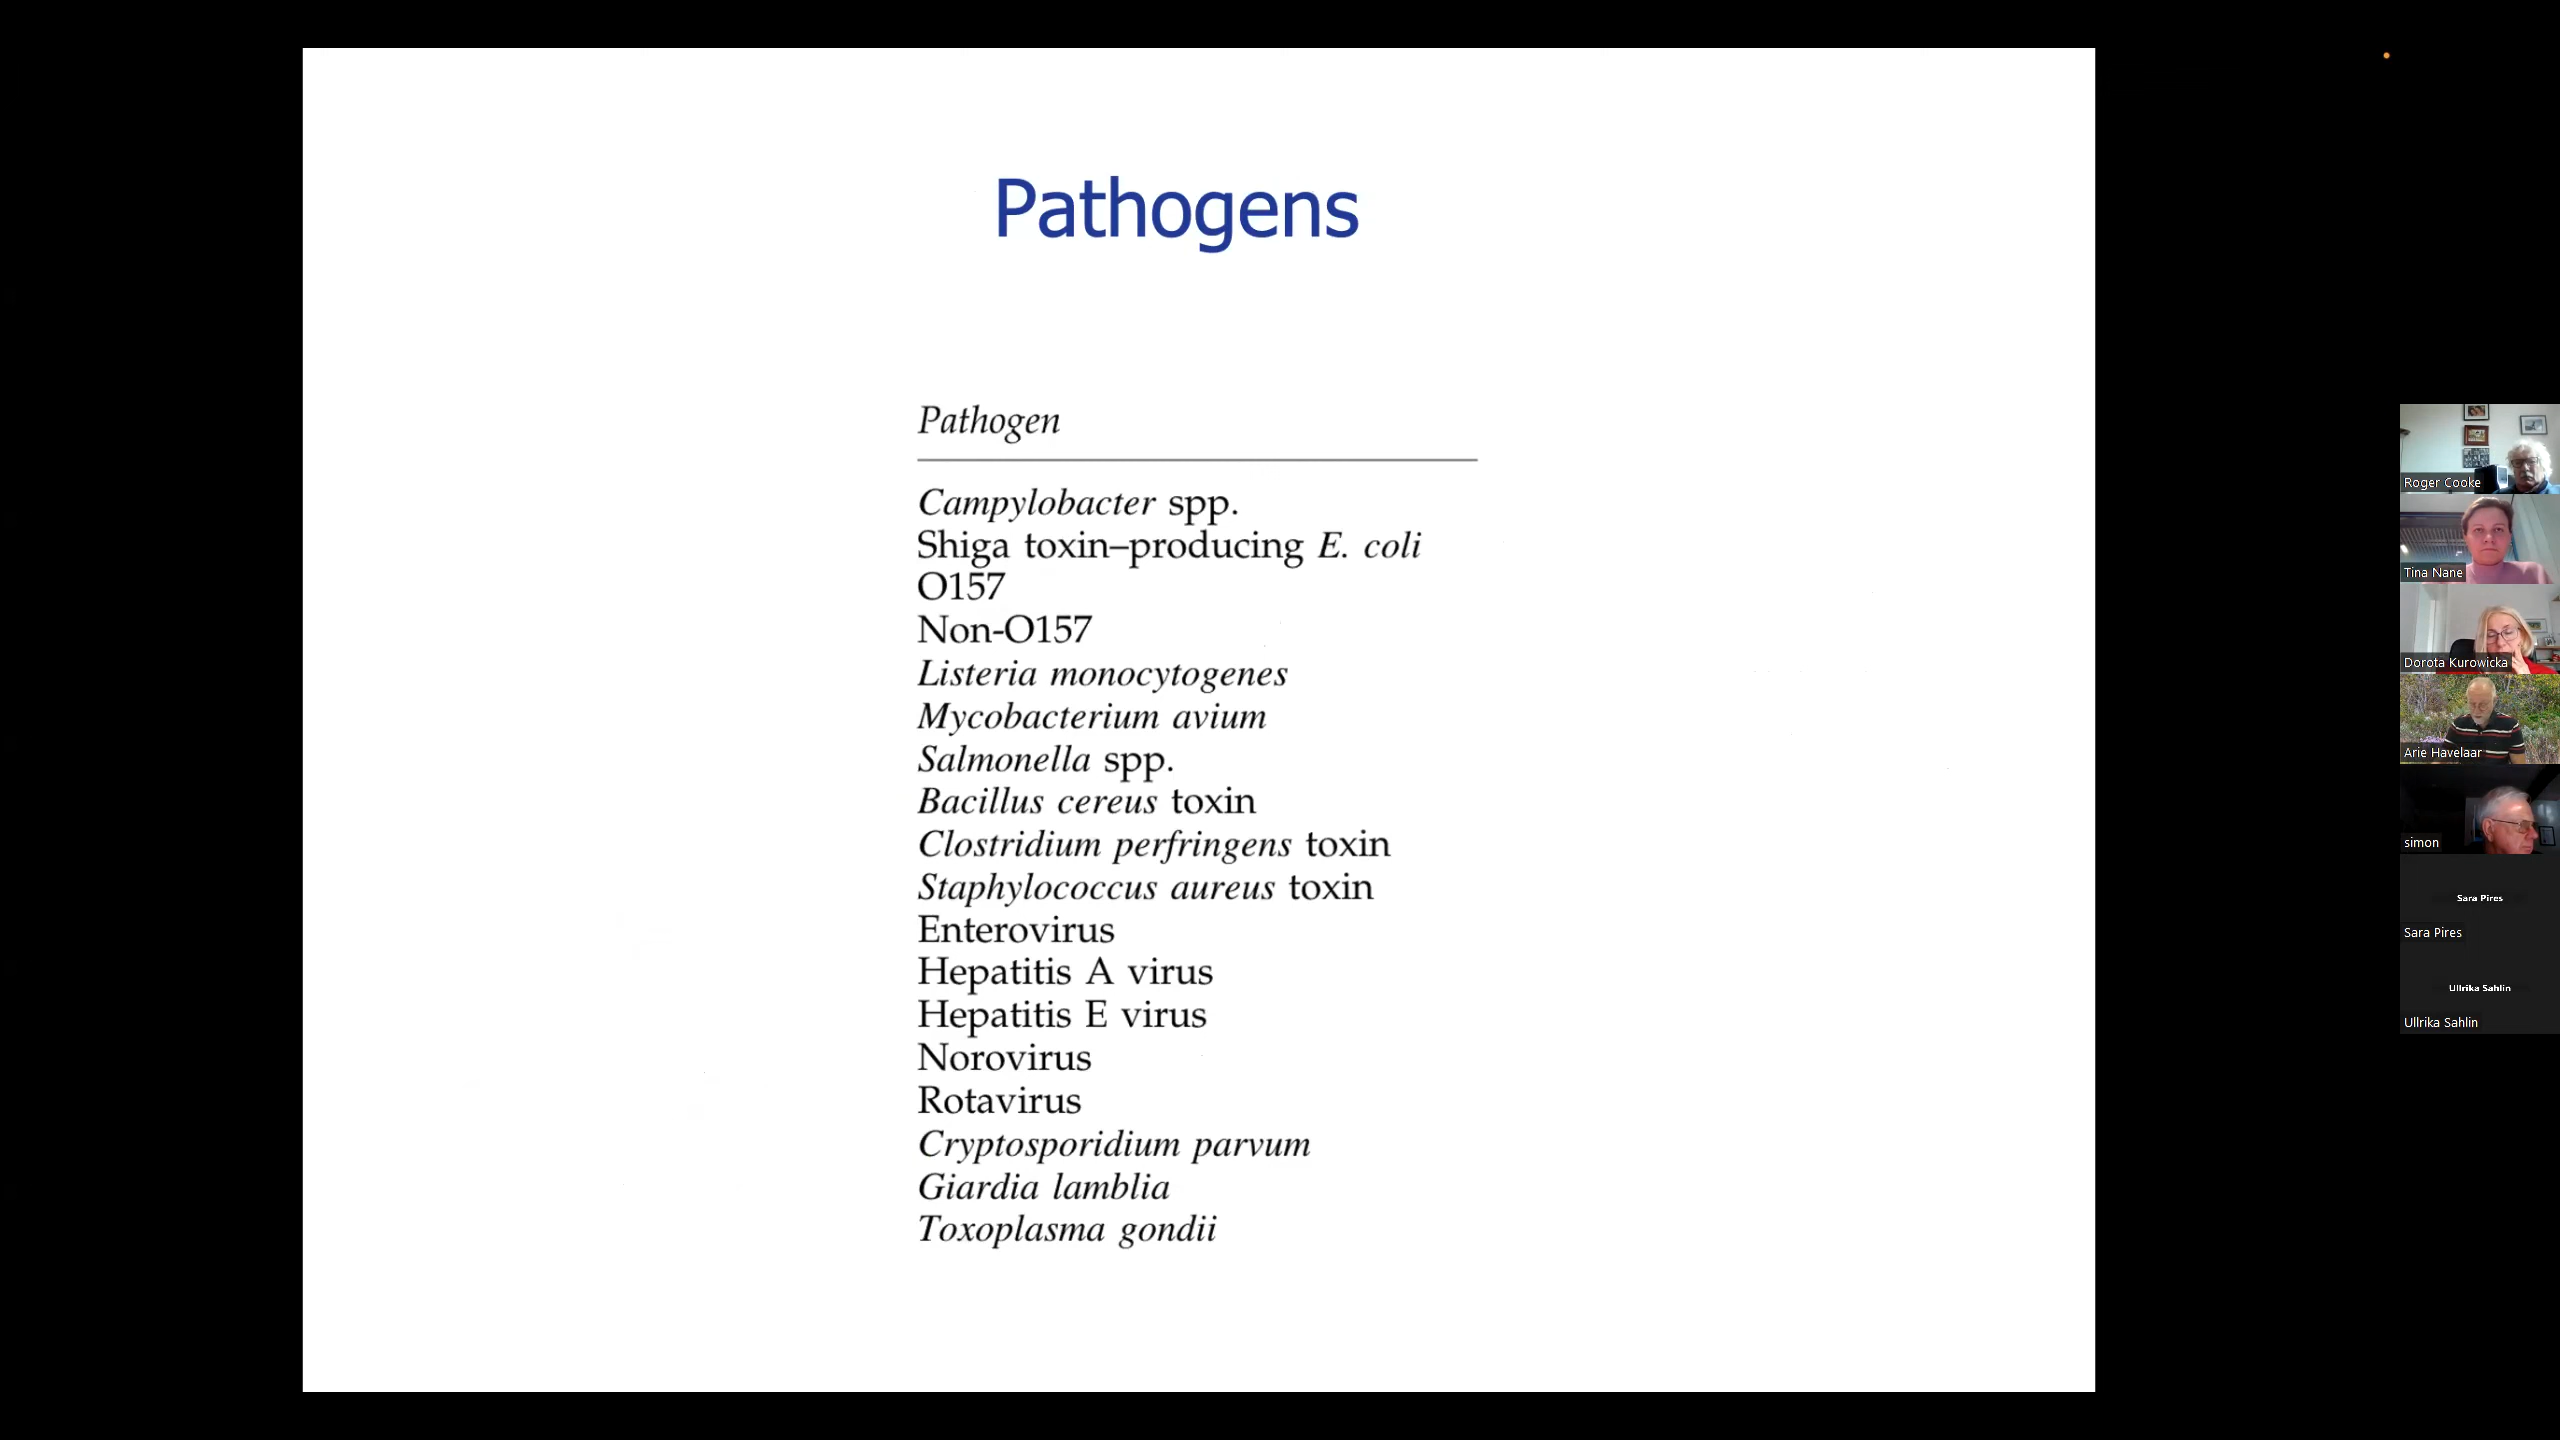 Pathogens
Pathogen
Campylobacter spp.
Shiga toxin–producing E. coli
O157
Non-O157
Listeria monocytogenes
Mycobacterium avium
Salmonella spp.
Bacillus cereus toxin
Clostridium perfringens toxin
Staphylococcus aureus toxin
Enterovirus
Hepatitis A virus
Hepatitis E virus
Norovirus
Rotavirus
Cryptosporidium parvum
Giardia lamblia
Toxoplasma gondii
Roger Cooke
Tina Nane
Dorota Kurowicka
Arie Havelaar
simon
Sara Pires
Sara Pires
Ullrika Sahlin
Ullrika Sahlin